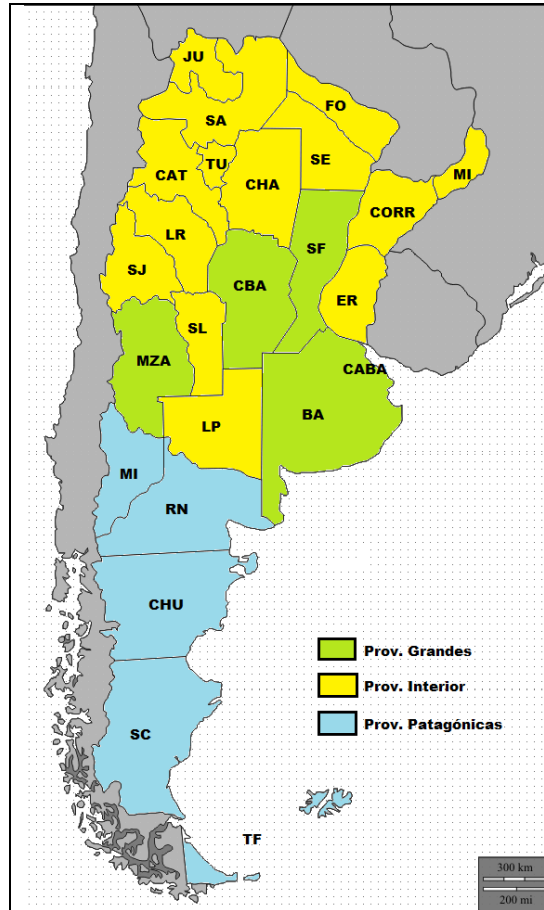 JU
FO
SA
SE
TU
CAT
CHA
MI
CORR
LR
SF
SJ
CBA
ER
SL
MZA
CABA
BA
LP
MI
RN
CHU
Prov. Grandes
Prov. Interior
Prov. Patagónicas
SC
TF
300 km
200 mi